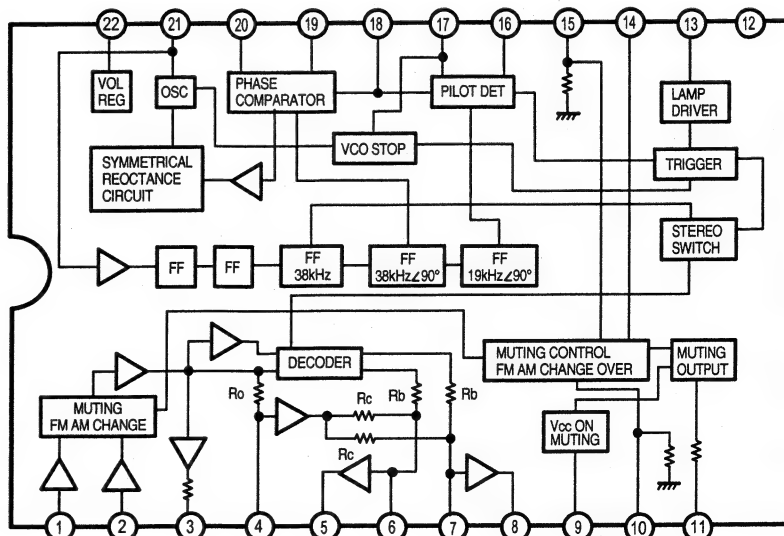 22 21 20 19 18 17 16 15 14 13 12
VOL
REG
OSC
PHASE
COMPARATOR
PILOT DET
LAMP
DRIVER
VCO STOP
TRIGGER
SYMMETRICAL
REOCTANCE
CIRCUIT
STEREO
SWITCH
FF
FF
FF
38kHz
FF
38kHz∠90°
FF
19kHz∠90°
DECODER
MUTING CONTROL
FM AM CHANGE OVER
MUTING
OUTPUT
Ro
Rc
Rb
Rb
MUTING
FM AM CHANGE
Rc
Vcc ON
MUTING
1 2 3 4 5 6 7 8 9 10 11